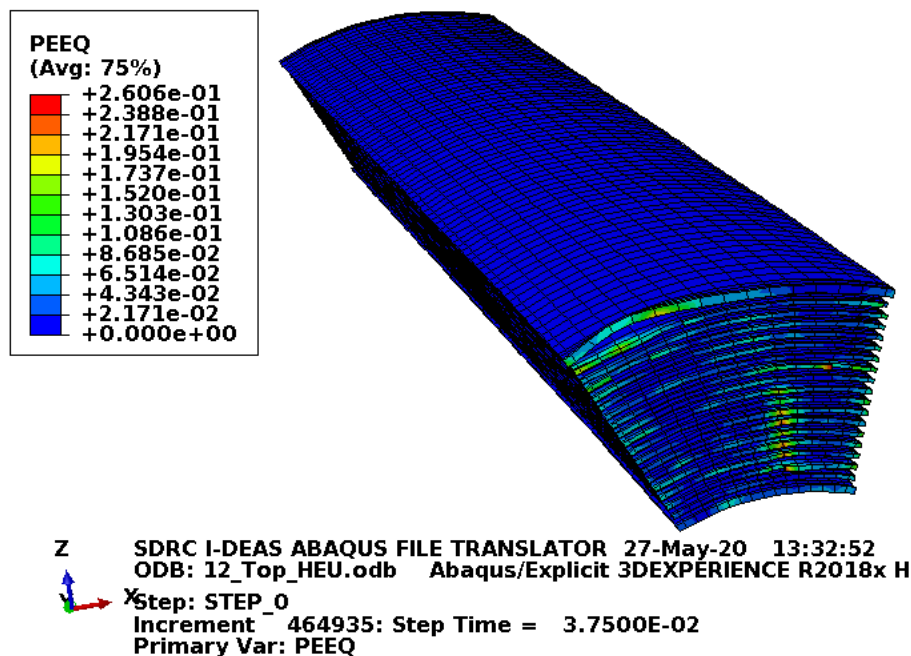 PEEQ
(Avg: 75%)
+2.606e-01
+2.388e-01
+2.171e-01
+1.954e-01
+1.737e-01
+1.520e-01
+1.303e-01
+1.086e-01
+8.685e-02
+6.514e-02
+4.343e-02
+2.171e-02
+0.000e+00
Z
Y
X
SDRC I-DEAS ABAQUS FILE TRANSLATOR 27-May-20 13:32:52
ODB: 12_Top_HEU.odb Abaqus/Explicit 3DEXPERIENCE R2018x H
Step: STEP_0
Increment 464935: Step Time = 3.7500E-02
Primary Var: PEEQ